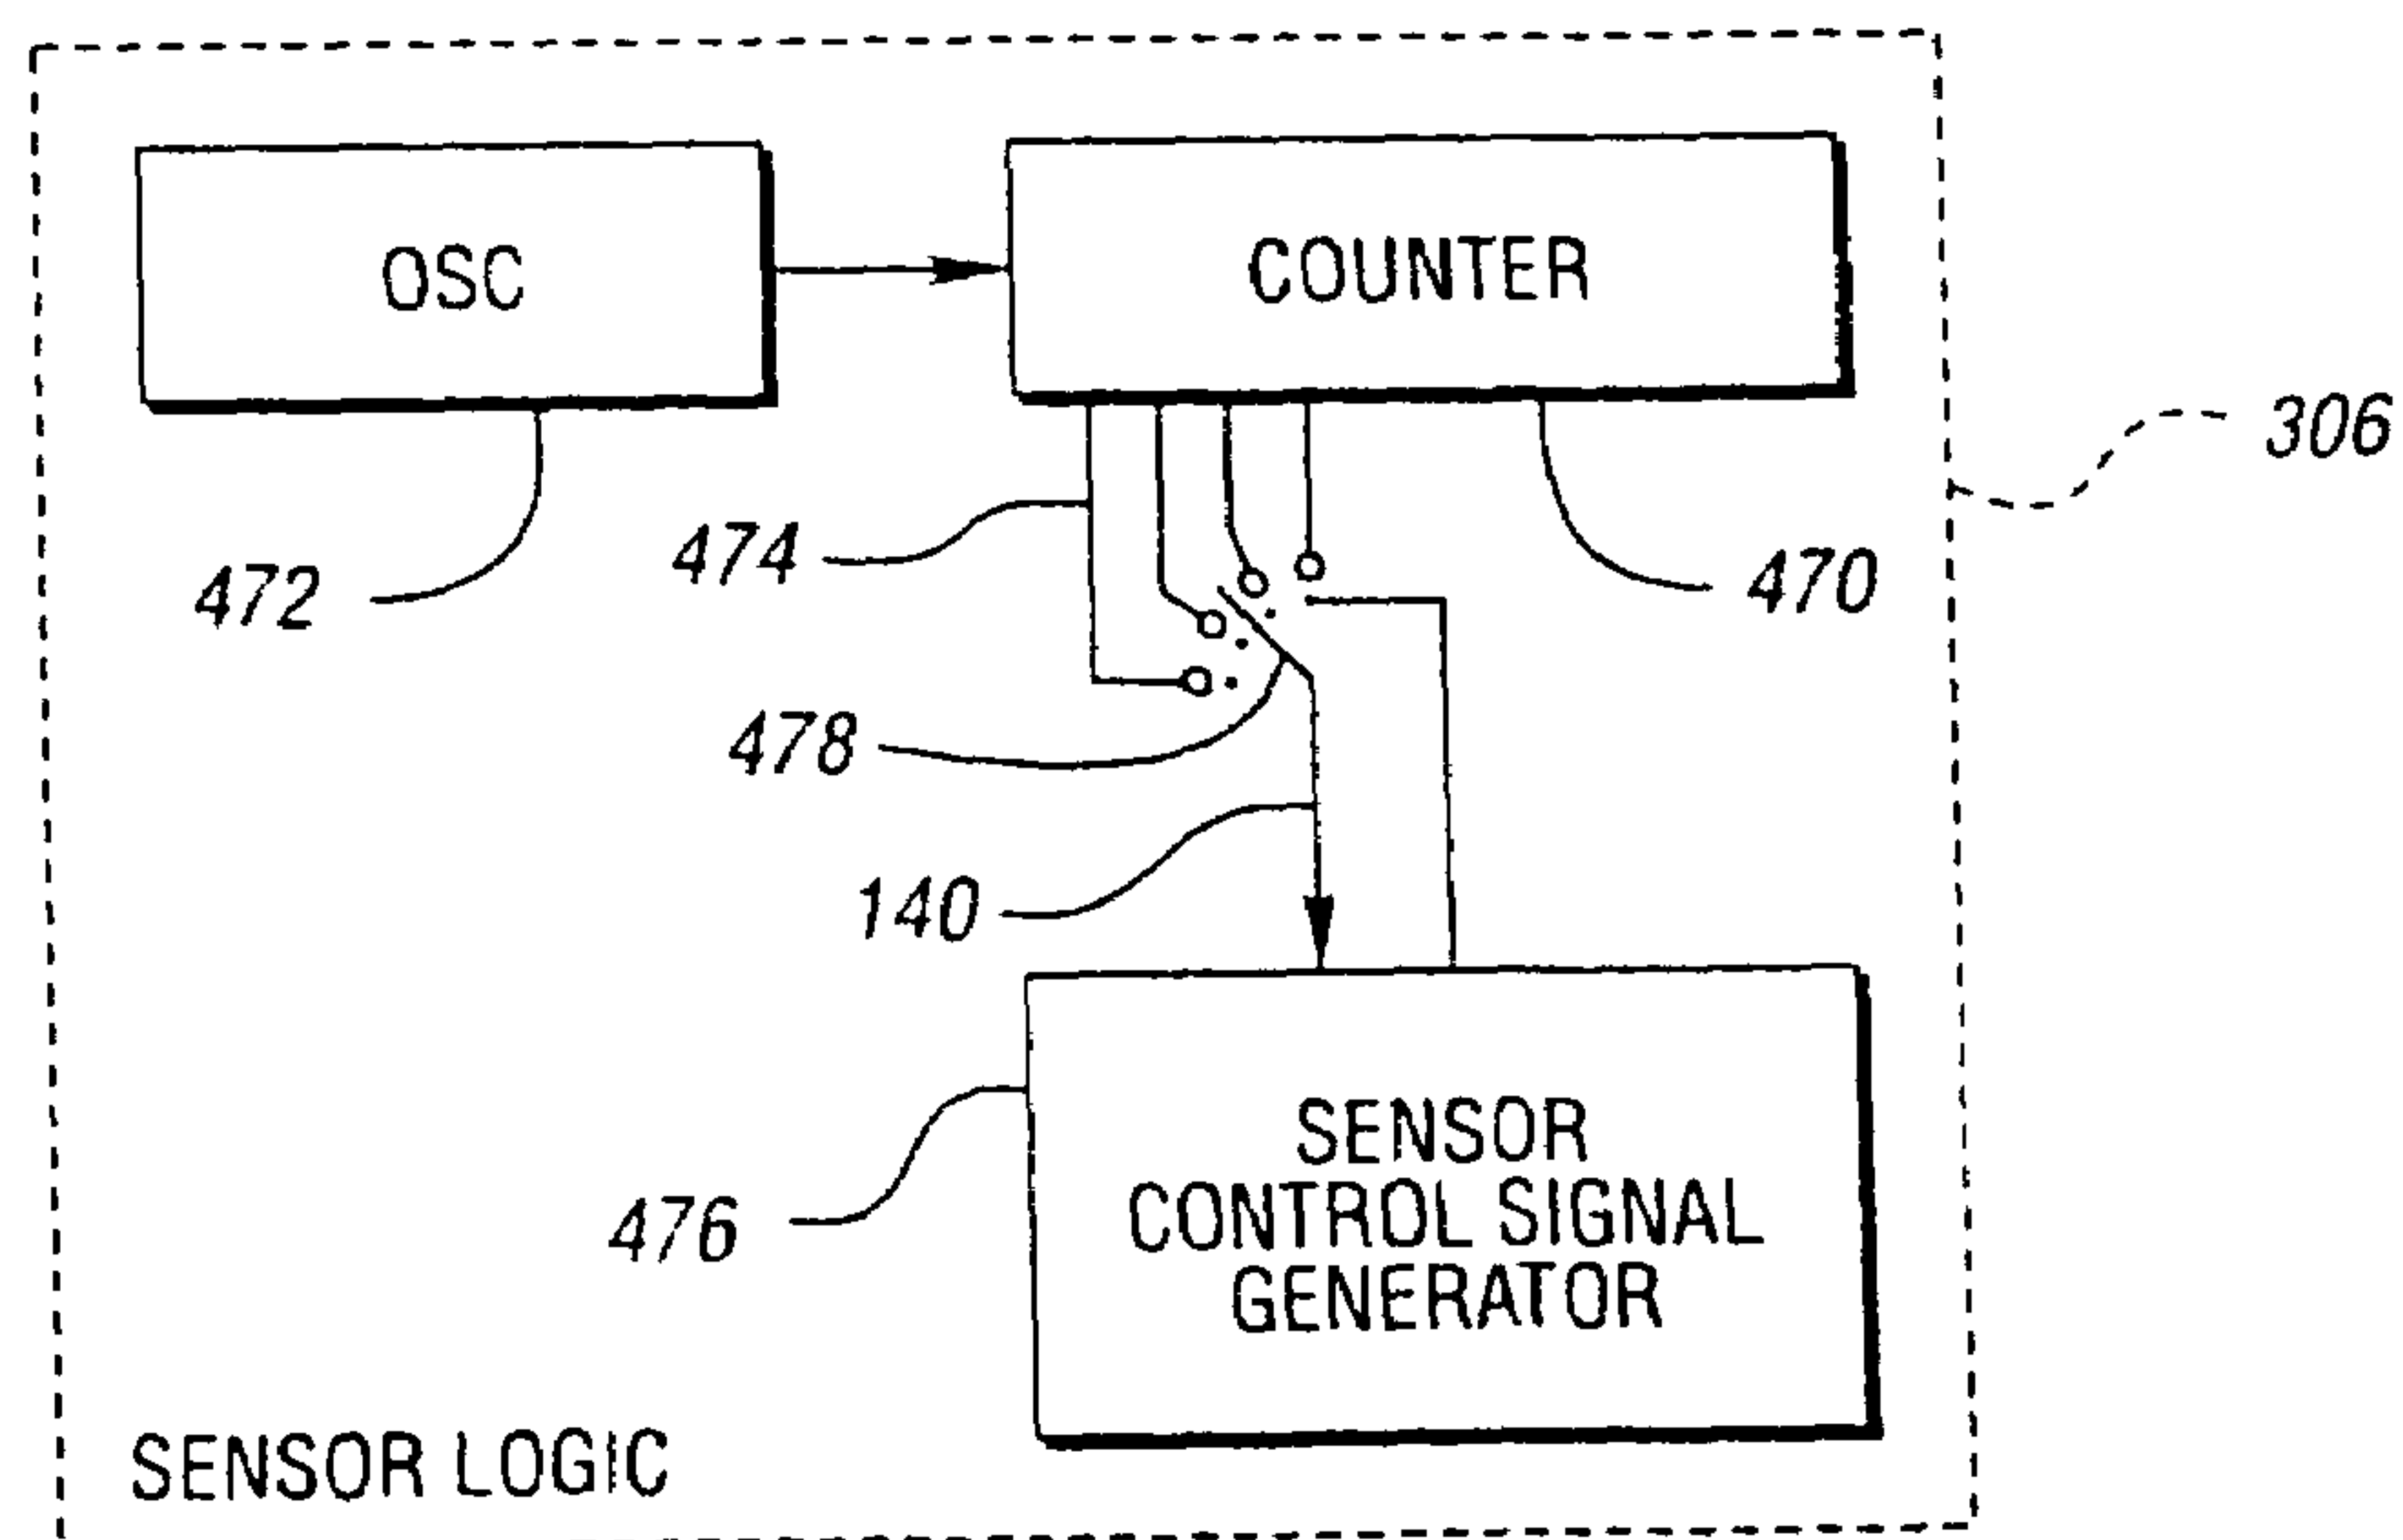 OSC
COUNTER
306
472
474
470
478
140
SENSOR
CONTROL SIGNAL
GENERATOR
476
SENSOR LOGIC